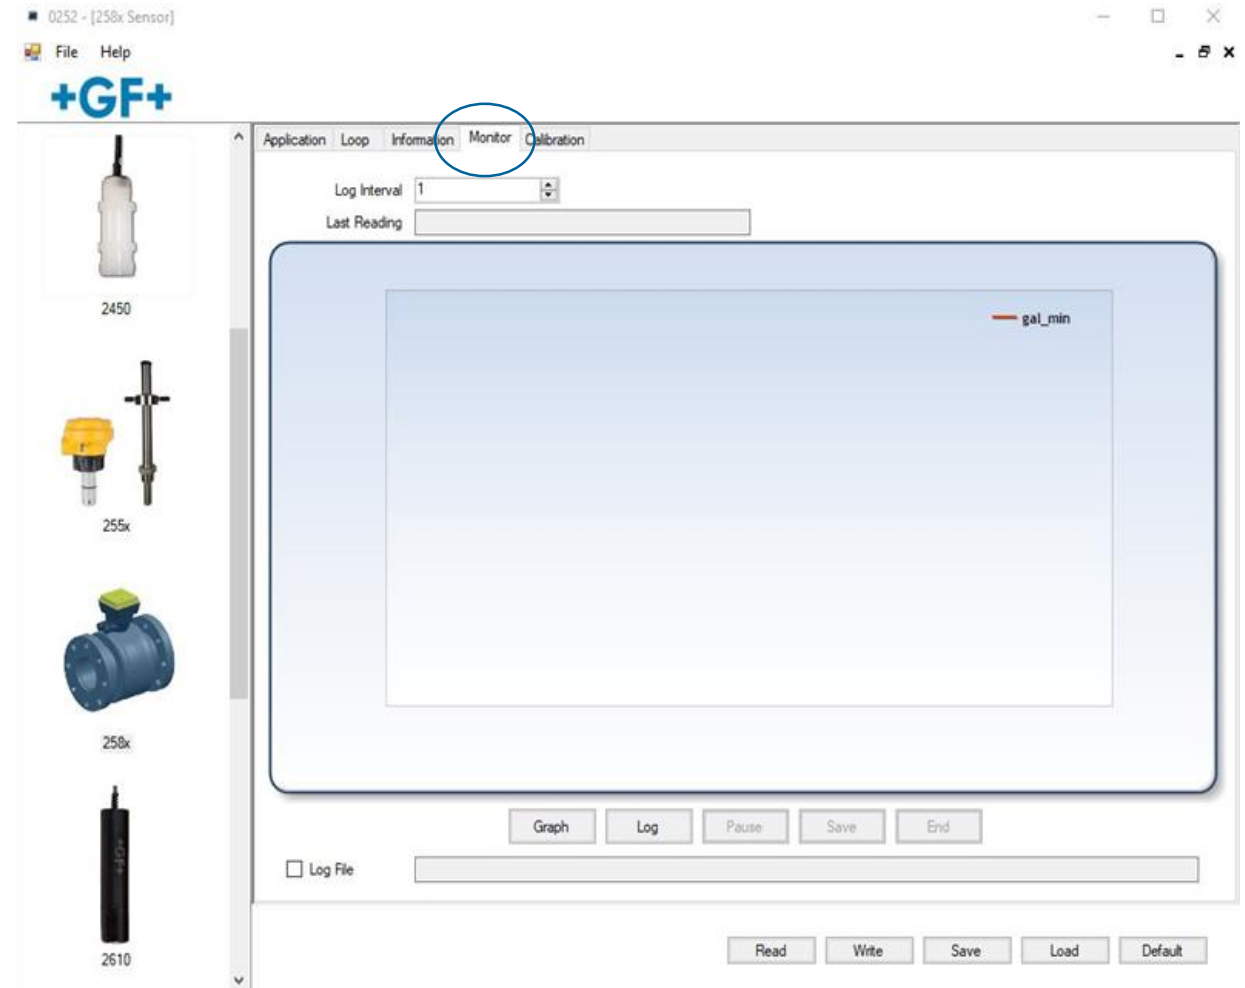 0252 - [258x Sensor]
File Help
+GF+
Application Loop Information Monitor Calibration
Log Interval 1
Last Reading
gal_min
2450
255x
258x
+GF+
2610
Graph Log Pause Save End
Log File
Read Write Save Load Default